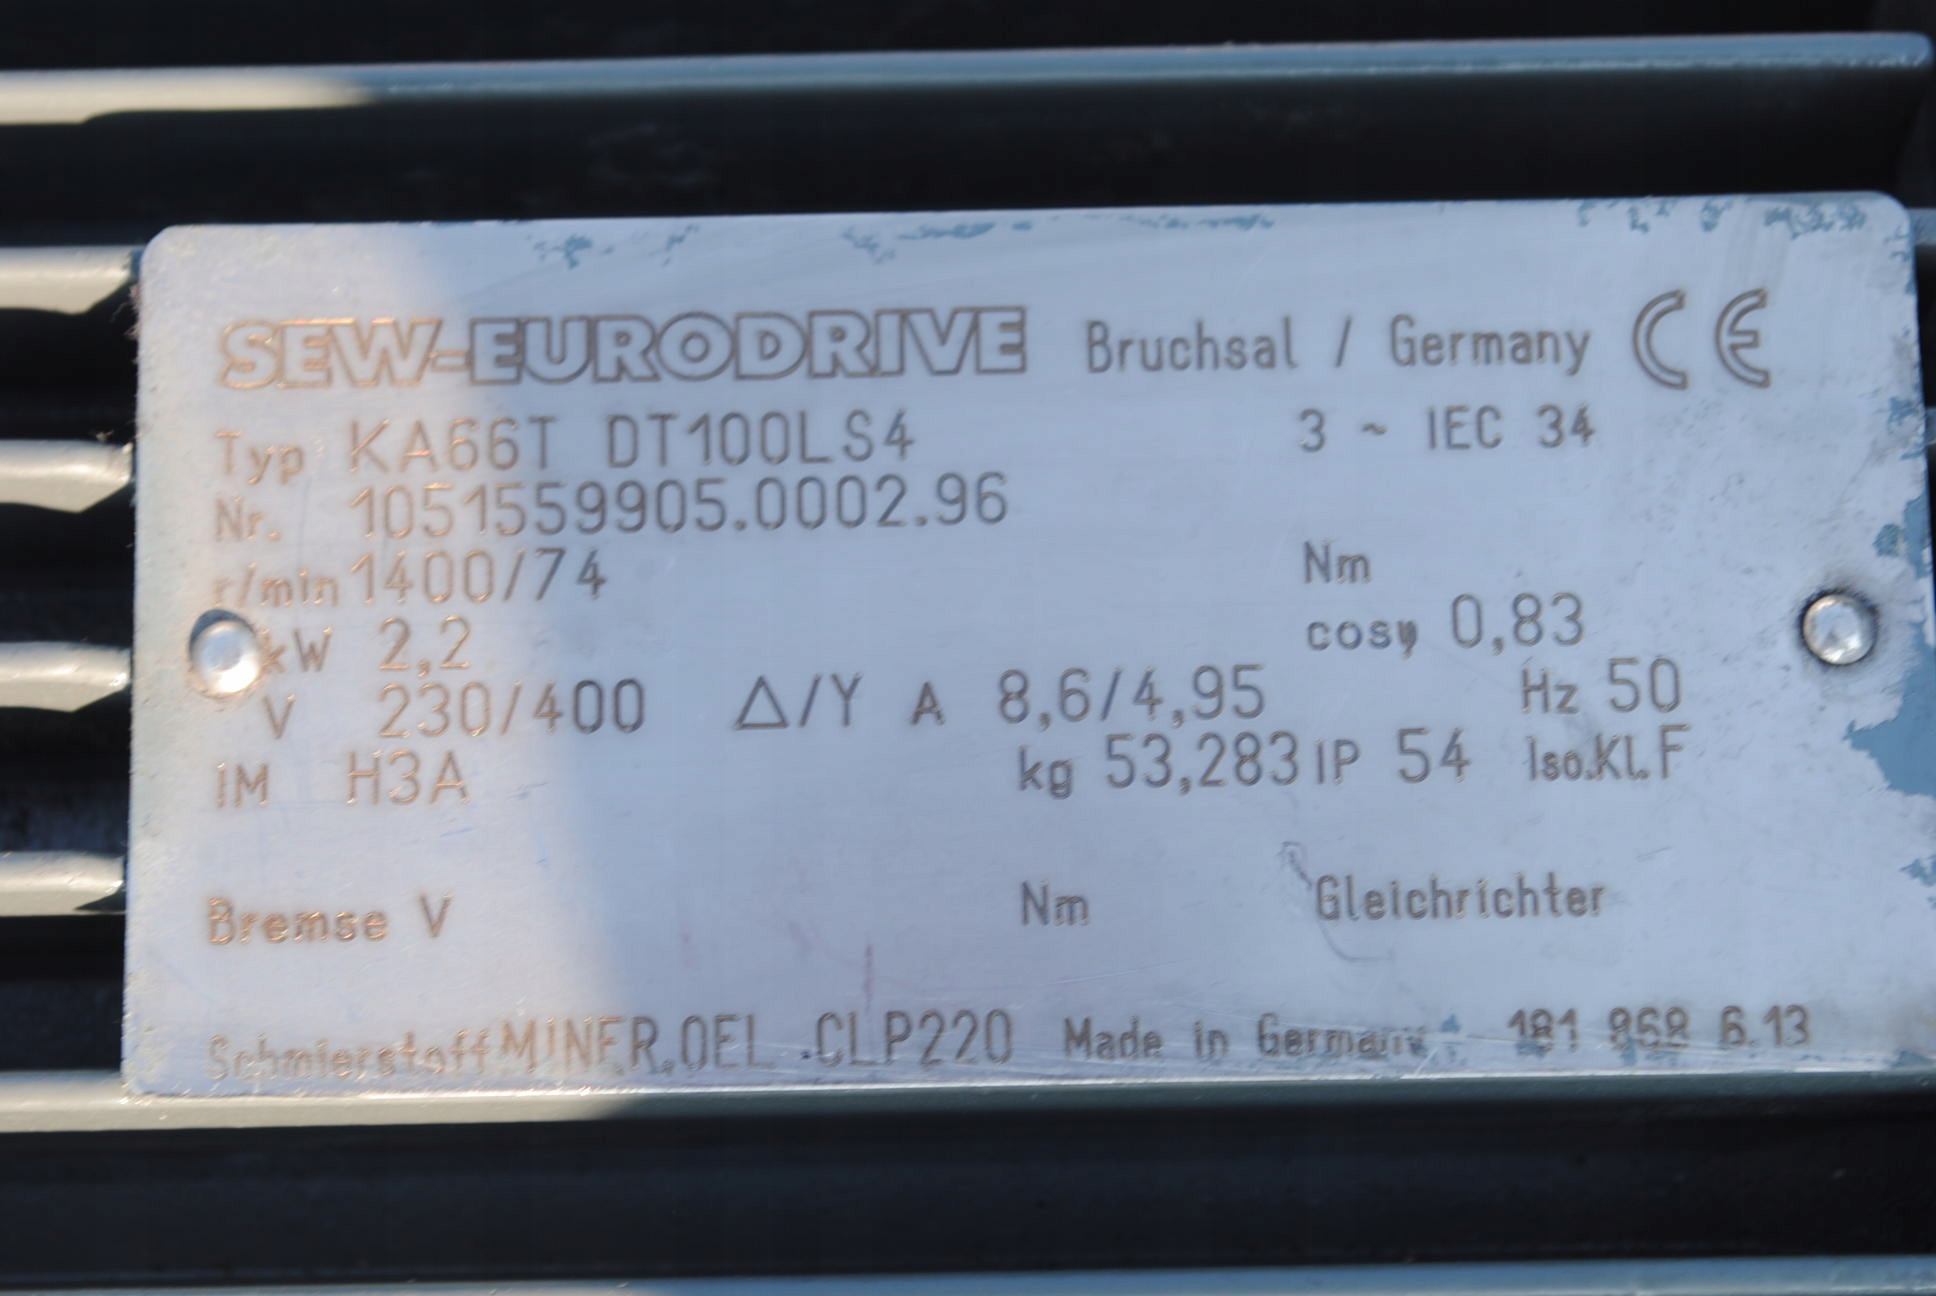 SEW-EURODRIVE Bruchsal / Germany CE
Typ KA66T DT100LS4 3 ~ IEC 34
Nr. 1051559905.0002.96
r/min 1400/74 Nm
kW 2,2 cosφ 0,83
V 230/400 Δ/Y A 8,6/4,95 Hz 50
IM H3A kg 53,283 IP 54 Iso.Kl.F
Bremse V Nm Gleichrichter
Schmierstoff MINER.OEL CLP220 Made in Germany 181 868 6.13